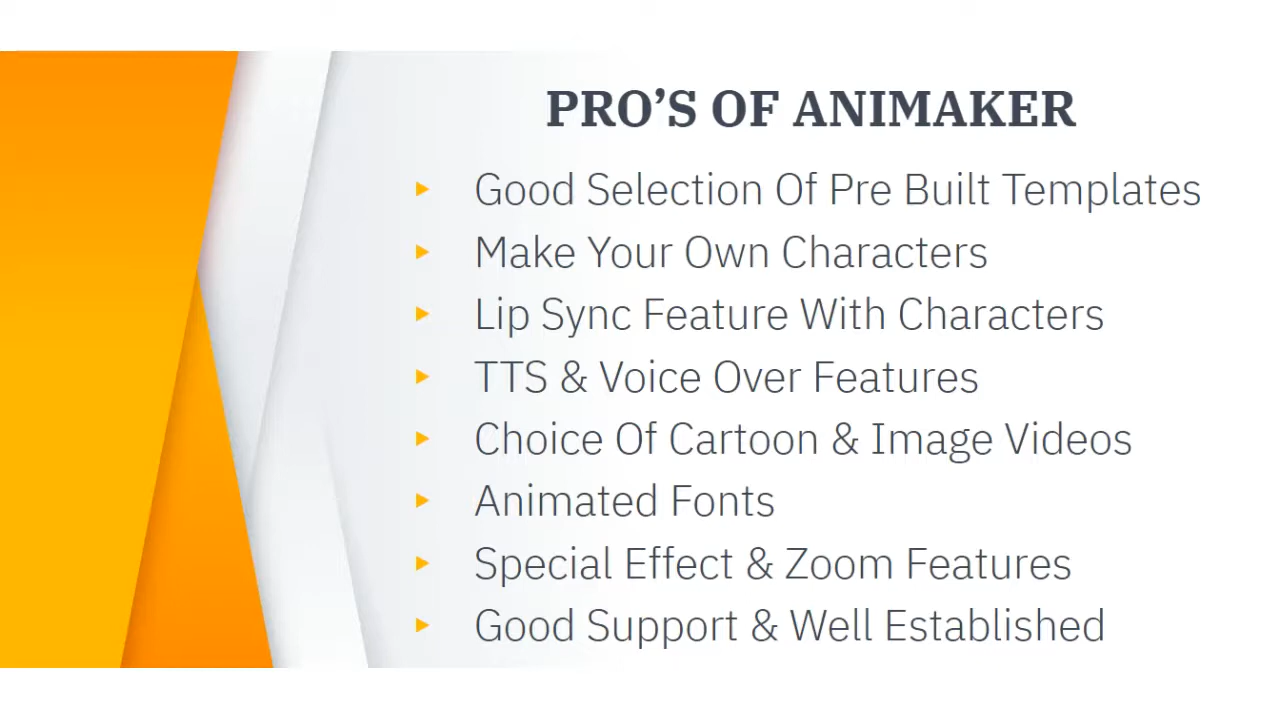 PRO’S OF ANIMAKER
Good Selection Of Pre Built Templates
Make Your Own Characters
Lip Sync Feature With Characters
TTS & Voice Over Features
Choice Of Cartoon & Image Videos
Animated Fonts
Special Effect & Zoom Features
Good Support & Well Established